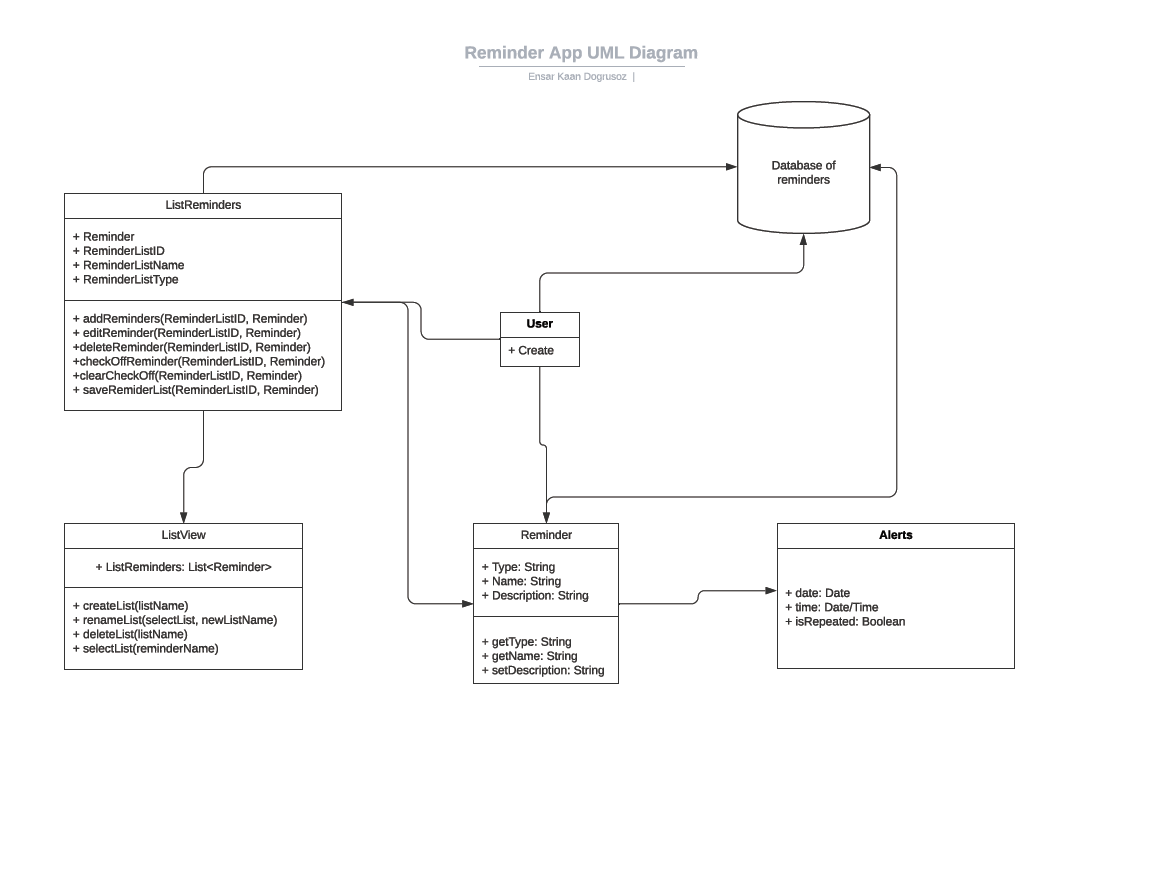 Reminder App UML Diagram
Ensar Kaan Dogrusoz |
Database of
reminders
ListReminders
+ Reminder
+ ReminderListID
+ ReminderListName
+ ReminderListType
+ addReminders(ReminderListID, Reminder)
+ editReminder(ReminderListID, Reminder)
+deleteReminder(ReminderListID, Reminder)
+checkOffReminder(ReminderListID, Reminder)
+clearCheckOff(ReminderListID, Reminder)
+ saveRemiderList(ReminderListID, Reminder)
User
+ Create
ListView
+ ListReminders: List<Reminder>
+ createList(listName)
+ renameList(selectList, newListName)
+ deleteList(listName)
+ selectList(reminderName)
Reminder
+ Type: String
+ Name: String
+ Description: String
+ getType: String
+ getName: String
+ setDescription: String
Alerts
+ date: Date
+ time: Date/Time
+ isRepeated: Boolean